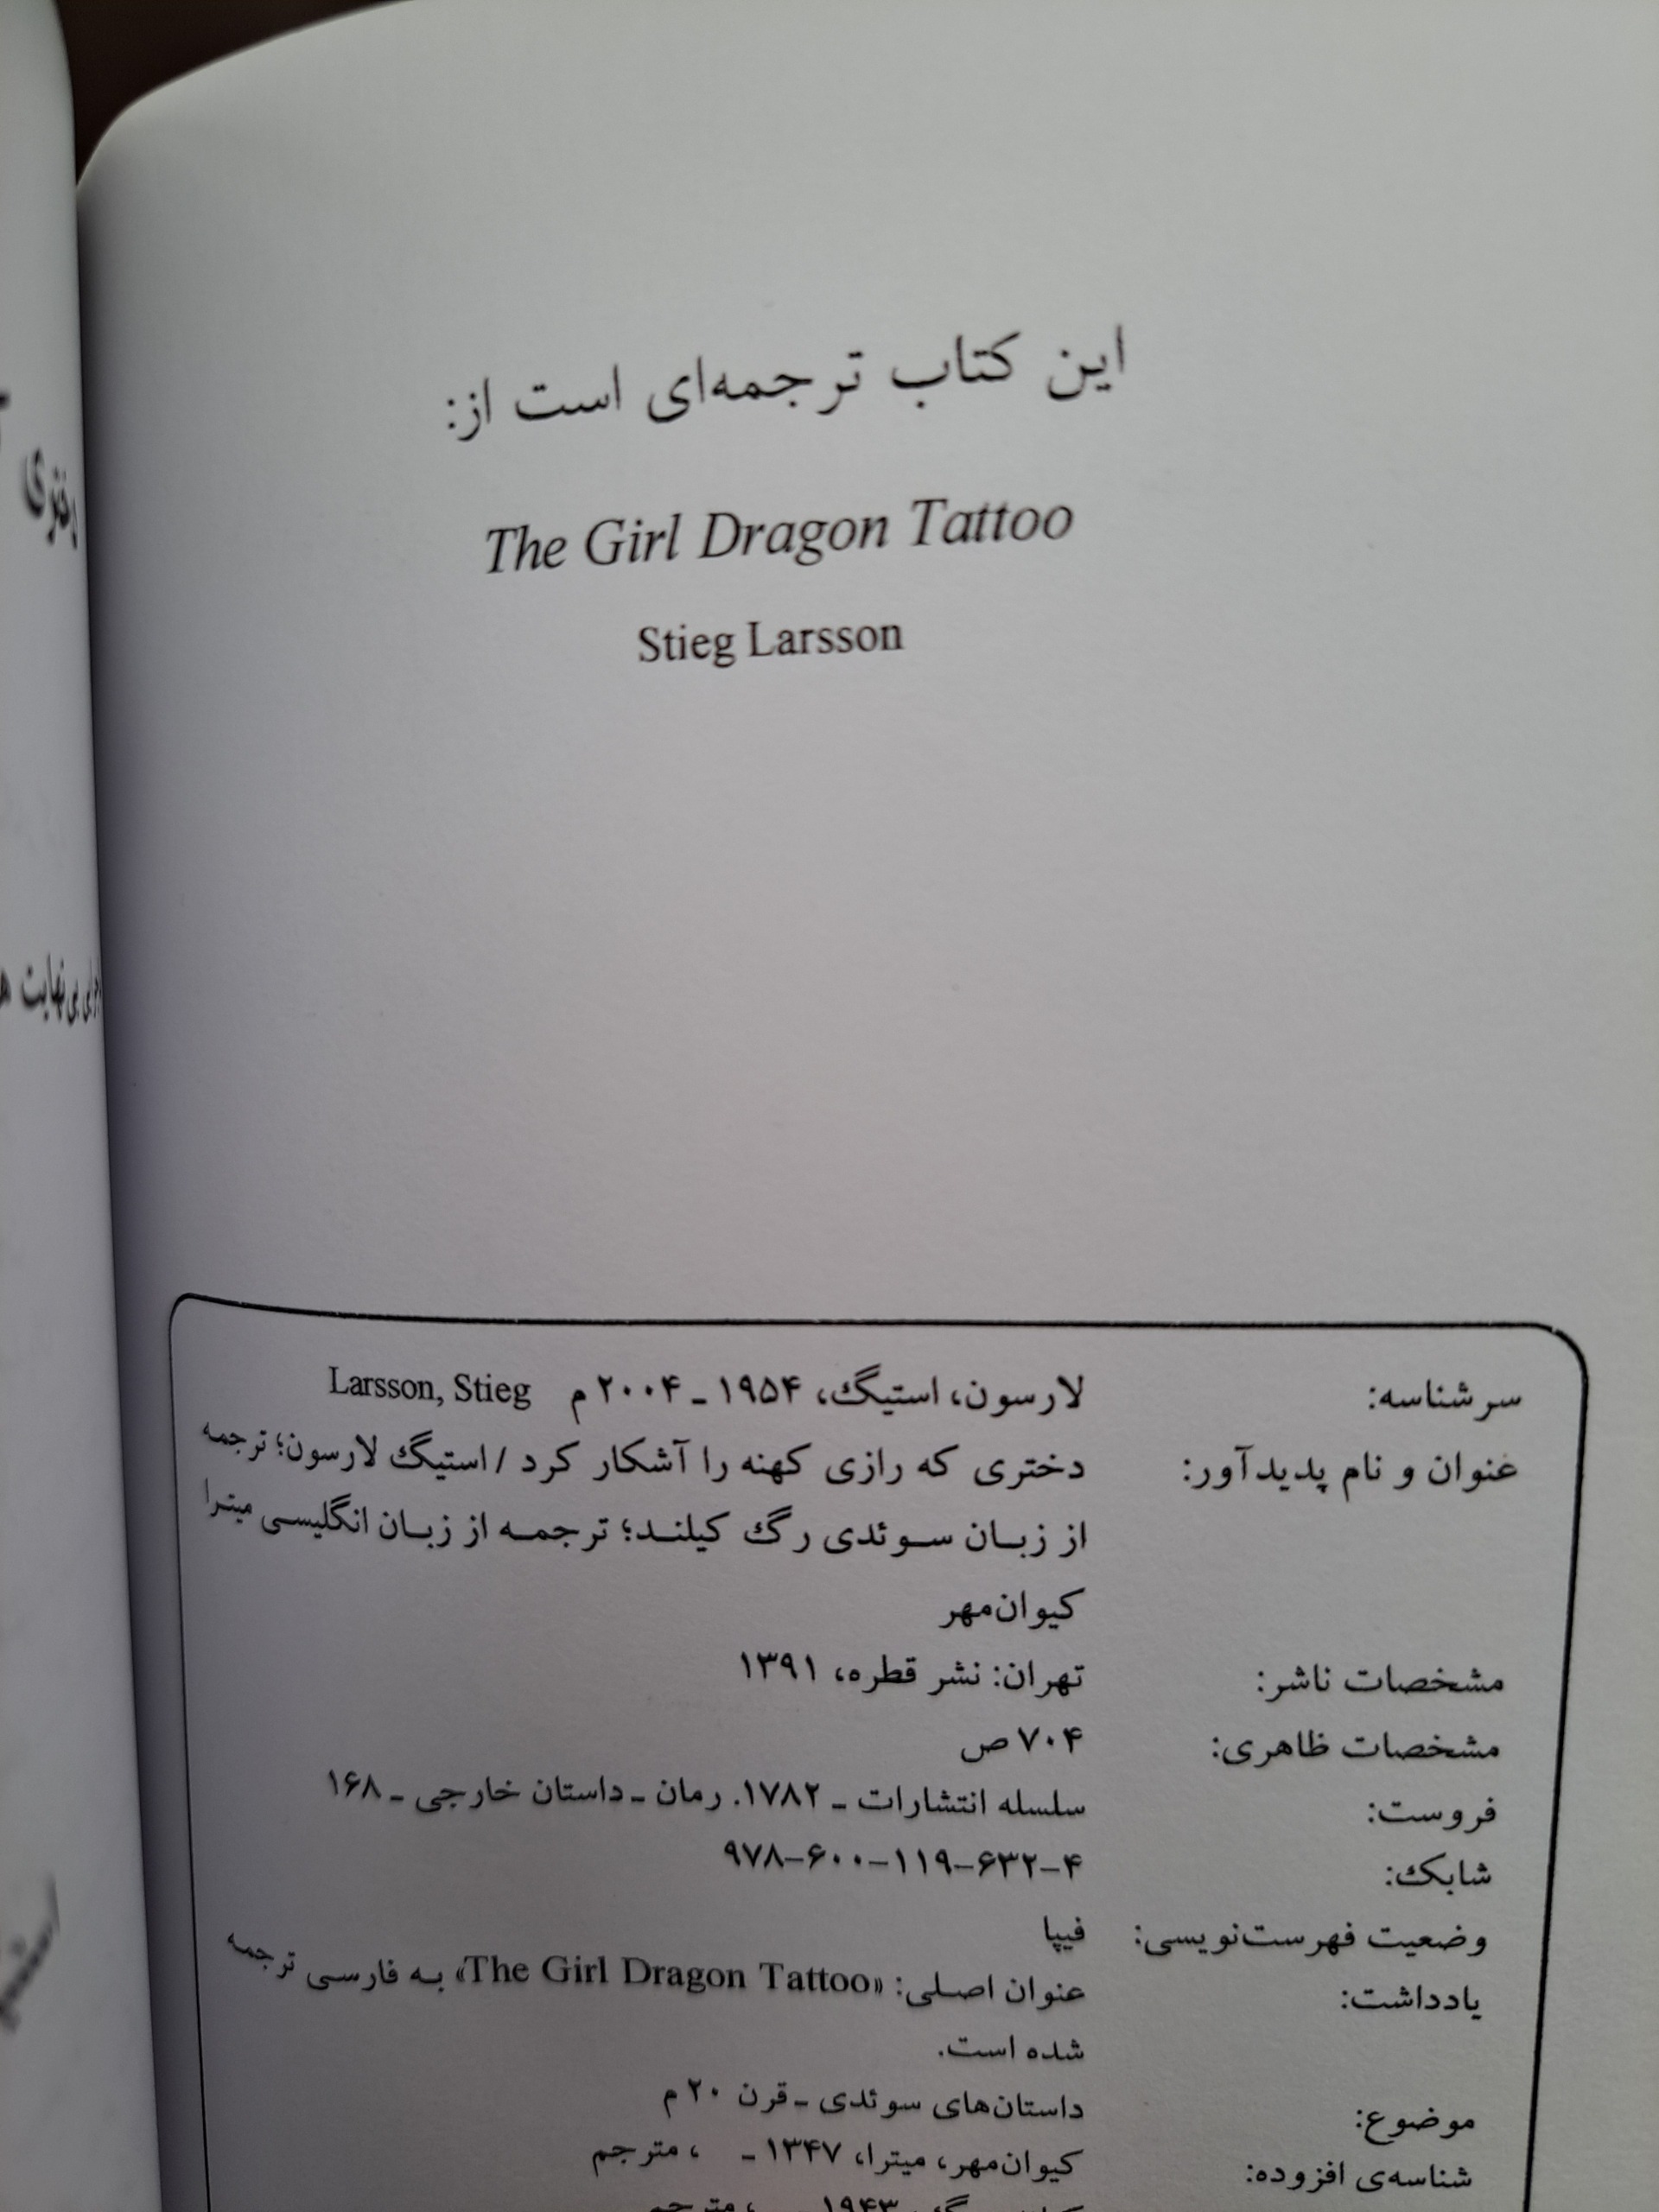 این کتاب ترجمه‌ای است از:
The Girl Dragon Tattoo
Stieg Larsson
سرشناسه: لارسون، استیگ، ۱۹۵۴ ـ ۲۰۰۴ م Larsson, Stieg
عنوان و نام پدیدآور: دختری که رازی کهنه را آشکار کرد / استیگ لارسون؛ ترجمه
از زبان سوئدی رگ کیلند؛ ترجمه از زبان انگلیسی میترا
کیوان‌مهر
مشخصات ناشر: تهران: نشر قطره، ۱۳۹۱
مشخصات ظاهری: ۷۰۴ ص
فروست: سلسله انتشارات ـ ۱۷۸۲. رمان ـ داستان خارجی ـ ۱۶۸
شابک: ۹۷۸–۶۰۰–۱۱۹–۶۳۲–۴
وضعیت فهرست‌نویسی: فیپا
یادداشت: عنوان اصلی: «The Girl Dragon Tattoo» به فارسی ترجمه
شده است.
موضوع: داستان‌های سوئدی ـ قرن ۲۰ م
شناسه‌ی افزوده: کیوان‌مهر، میترا، ۱۳۴۷ ـ ، مترجم